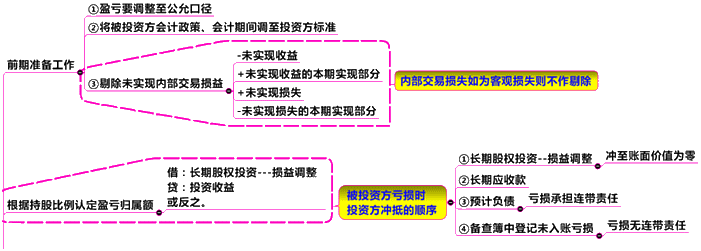 前期准备工作
①盈亏要调整至公允口径
②将被投资方会计政策、会计期间调至投资方标准
③剔除未实现内部交易损益
-未实现收益
+未实现收益的本期实现部分
+未实现损失
-未实现损失的本期实现部分
内部交易损失如为客观损失则不作剔除
根据持股比例认定盈亏归属额
借：长期股权投资---损益调整
贷：投资收益
或反之。
被投资方亏损时
投资方冲抵的顺序
①长期股权投资--损益调整
冲至账面价值为零
②长期应收款
③预计负债
亏损承担连带责任
④备查簿中登记未入账亏损
亏损无连带责任